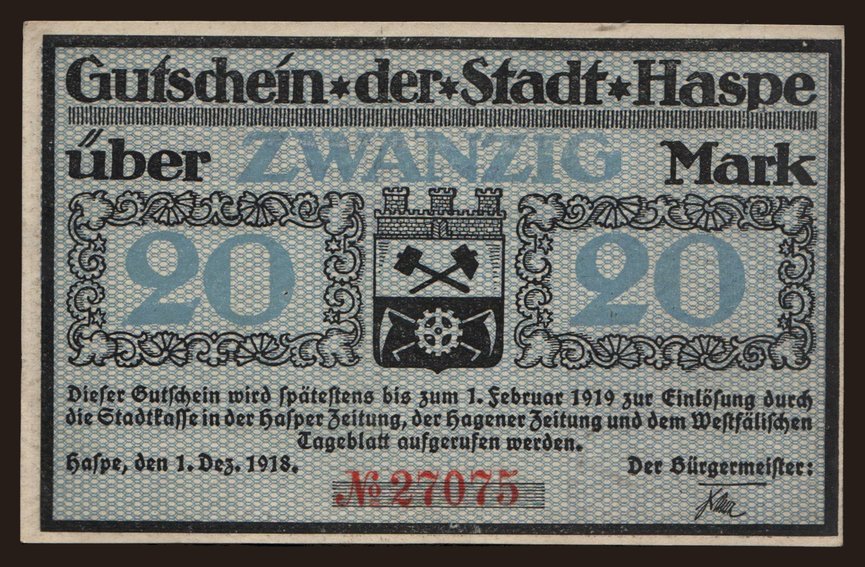 Gutschein * der * Stadt * Haspe
über ZWANZIG Mark
20 20
Dieser Gutschein wird spätestens bis zum 1. Februar 1919 zur Einlösung durch
die Stadtkasse in der Hasper Zeitung, der Hagener Zeitung und dem Westfälischen
Tageblatt aufgerufen werden.
Haspe, den 1. Dez. 1918. Der Bürgermeister:
No 27075